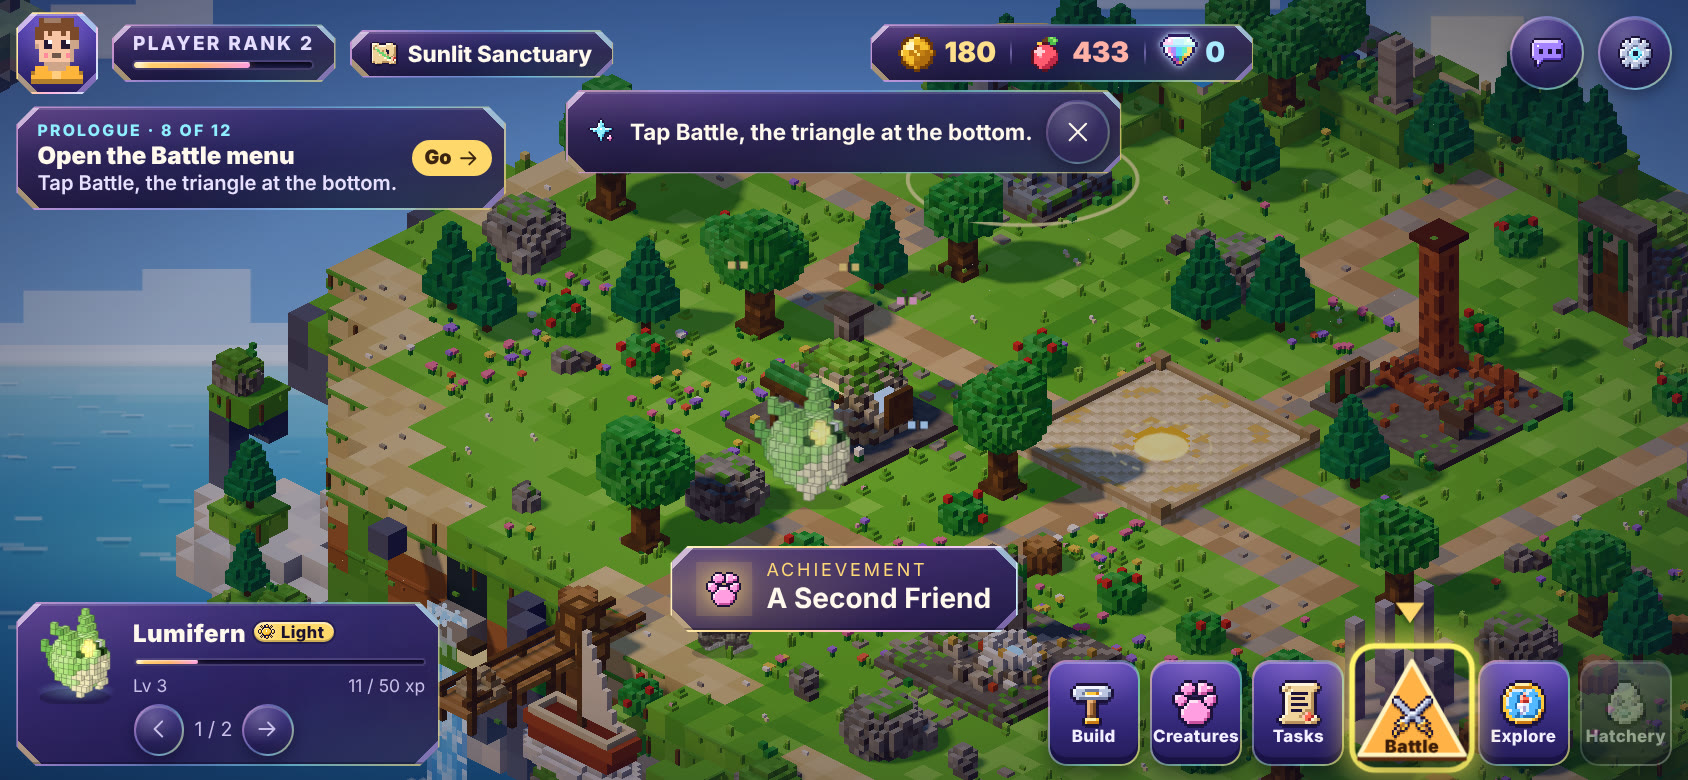 PLAYER RANK 2
Sunlit Sanctuary
180
433
0
PROLOGUE · 8 OF 12
Open the Battle menu
Tap Battle, the triangle at the bottom.
Go →
Tap Battle, the triangle at the bottom.
ACHIEVEMENT
A Second Friend
Lumifern
Light
Lv 3
11 / 50 xp
1 / 2
Build
Creatures
Tasks
Battle
Explore
Hatchery